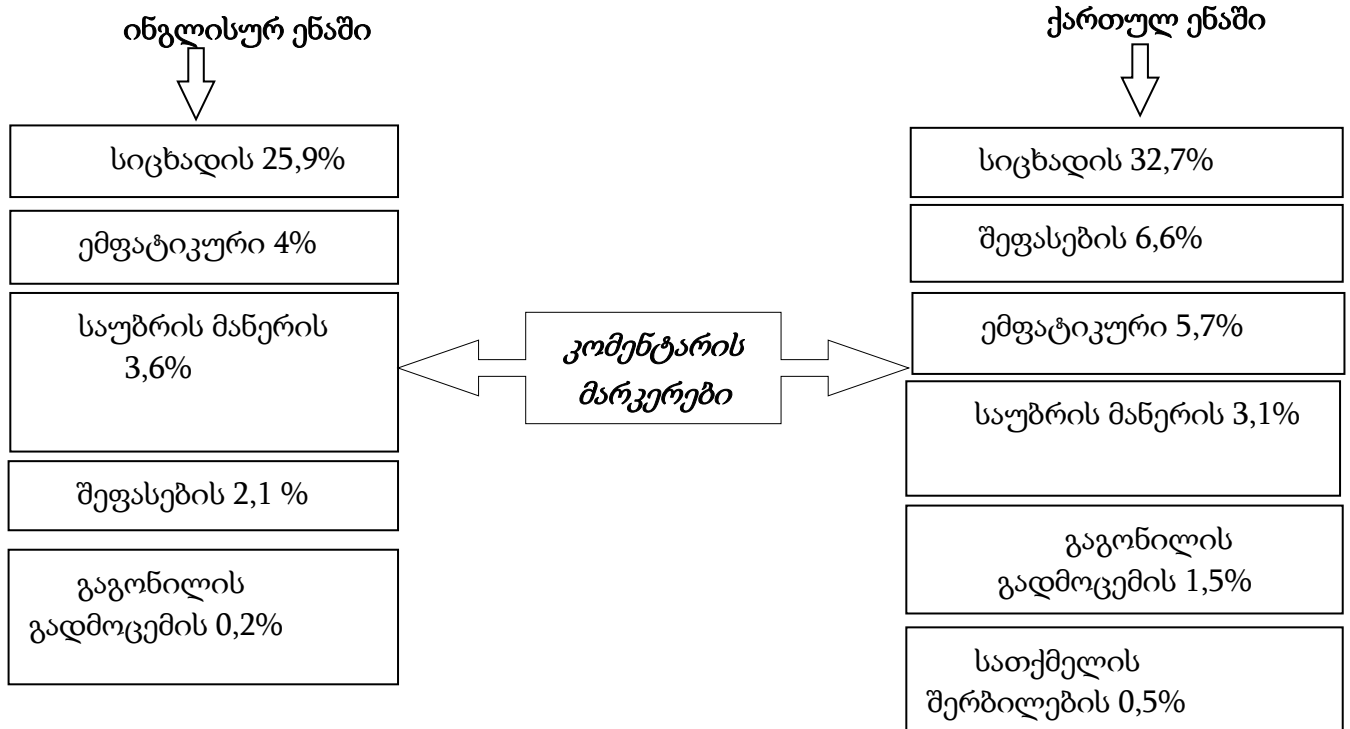 ინგლისურ ენაში
სიცხადის 25,9%
ემფატიკური 4%
საუბრის მანერის
3,6%
შეფასების 2,1 %
გაგონილის
გადმოცემის 0,2%
კომენტარის
მარკერები
ქართულ ენაში
სიცხადის 32,7%
შეფასების 6,6%
ემფატიკური 5,7%
საუბრის მანერის 3,1%
გაგონილის
გადმოცემის 1,5%
სათქმელის
შერბილების 0,5%